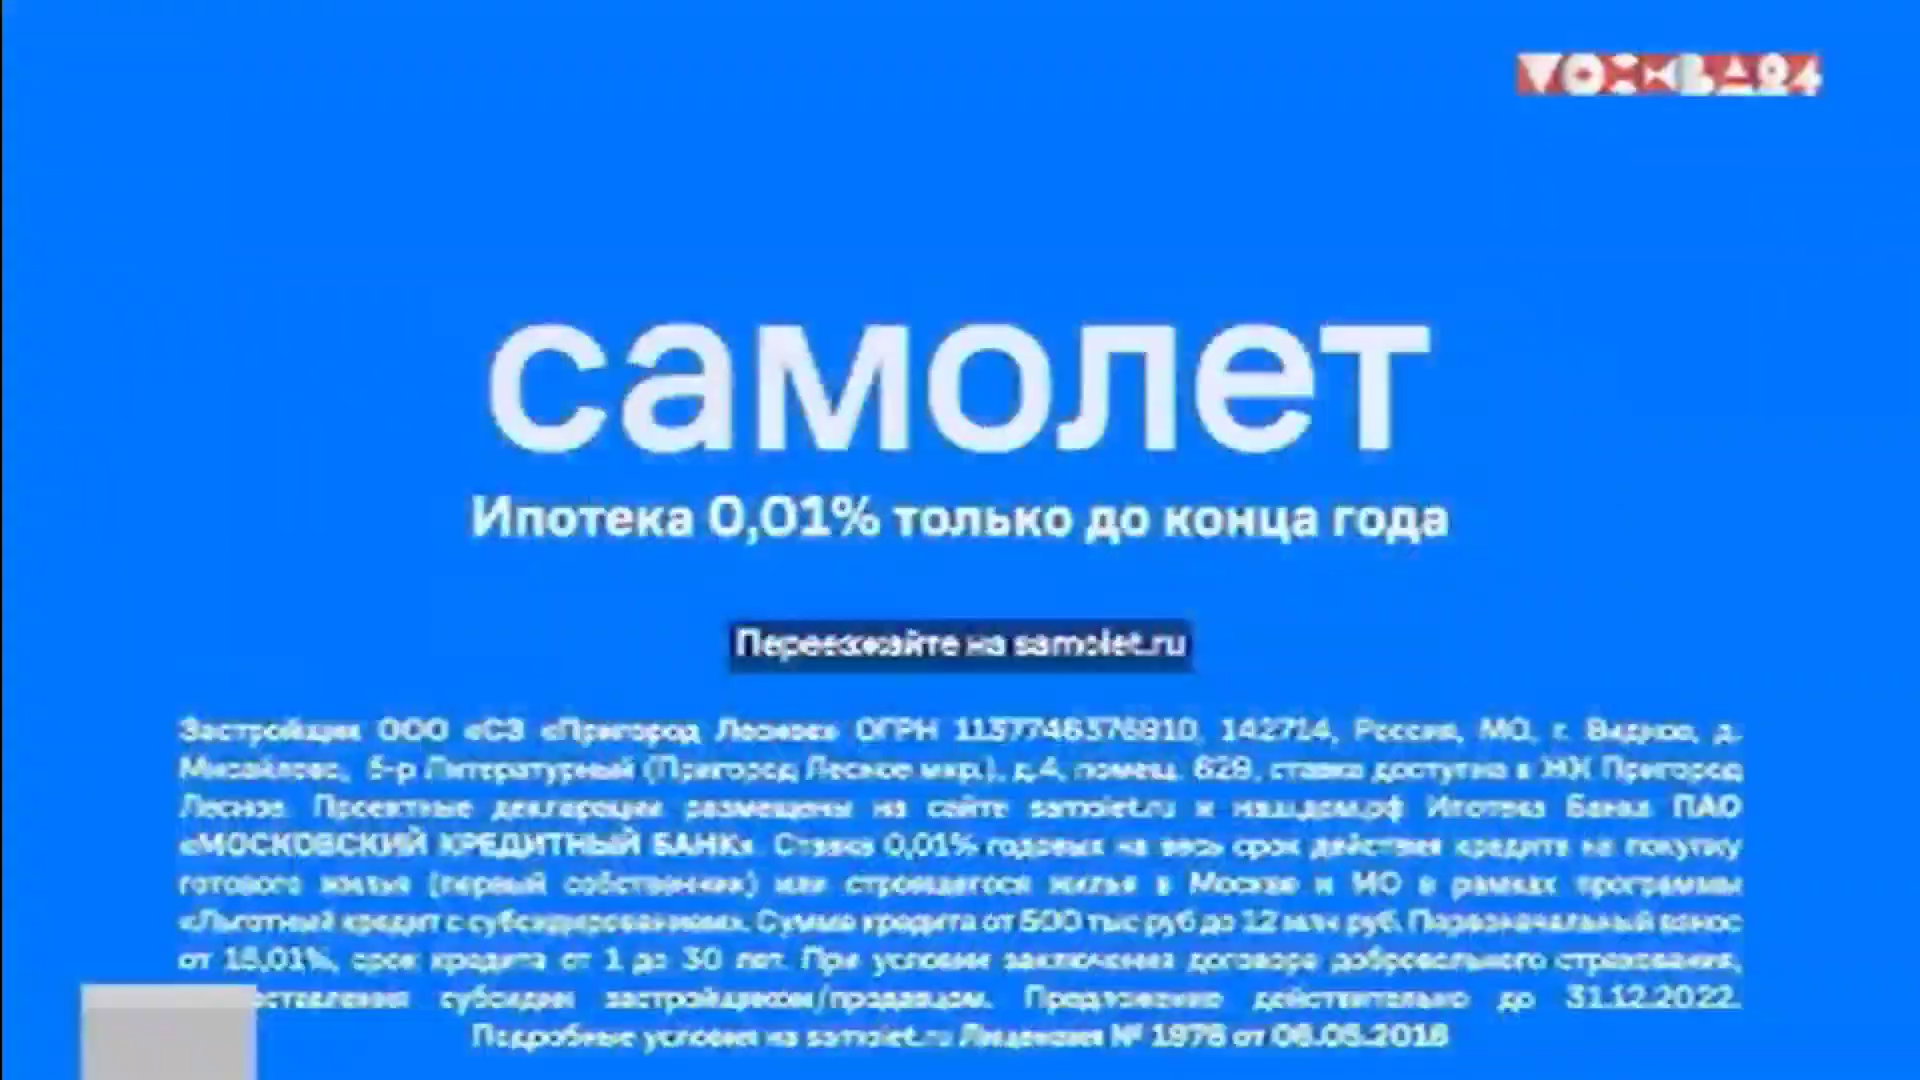 МОСКВА24
самолет
Ипотека 0,01% только до конца года
Переезжайте на samolet.ru
Застройщик ООО «СЗ «Пригород Лесное» ОГРН 1137746376910, 142714, Россия, МО, г. Видное, д.
Мисайлово, б-р Литературный (Пригород Лесное мкр.), д.4, помещ. 629, ставка доступна в ЖК Пригород
Лесное. Проектные декларации размещены на сайте samolet.ru и наш.дом.рф Ипотека Банка ПАО
«МОСКОВСКИЙ КРЕДИТНЫЙ БАНК». Ставка 0,01% годовых на весь срок действия кредита на покупку
готового жилья (первый собственник) или строящегося жилья в Москве и МО в рамках программы
«Льготный кредит с субсидированием». Сумма кредита от 500 тыс руб до 12 млн руб. Первоначальный взнос
от 15,01%, срок кредита от 1 до 30 лет. При условии заключения договора добровольного страхования,
субсидии застройщиком/продавцом. Предложение действительно до 31.12.2022.
Подробные условия на samolet.ru Лицензия № 1978 от 06.05.2016